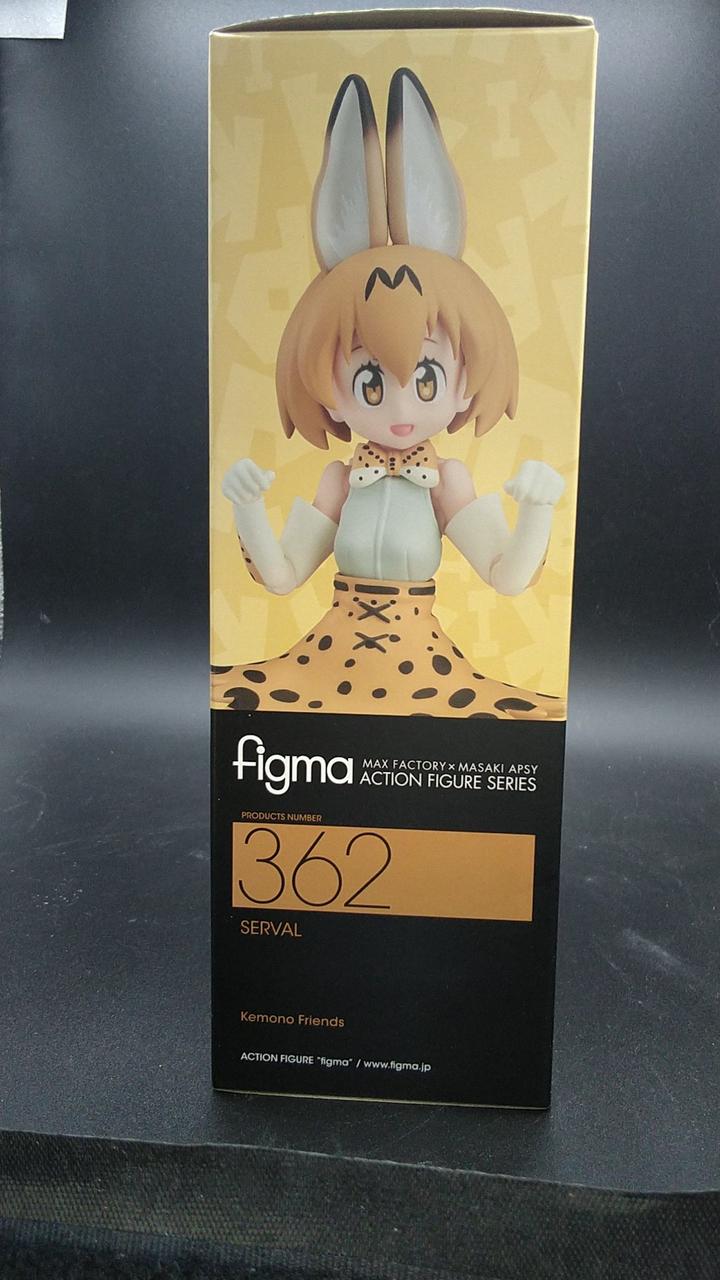 figma MAX FACTORY × MASAKI APSY
ACTION FIGURE SERIES
PRODUCTS NUMBER
362
SERVAL
Kemono Friends
ACTION FIGURE "figma" / www.figma.jp